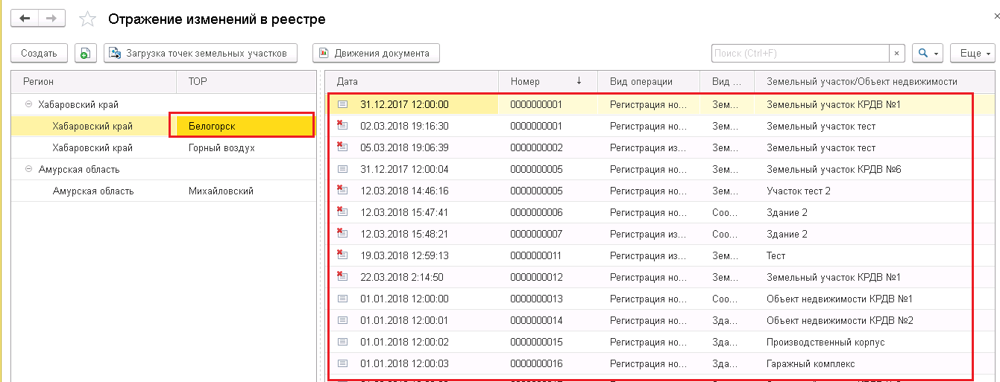 Отражение изменений в реестре
Создать Загрузка точек земельных участков Движения документа Поиск (Ctrl+F) × Еще
Регион ТОР
Хабаровский край
Хабаровский край Белогорск
Хабаровский край Горный воздух
Амурская область
Амурская область Михайловский
Дата Номер ↓ Вид операции Вид ... Земельный участок/Объект недвижимости
31.12.2017 12:00:00 0000000001 Регистрация но... Зем... Земельный участок КРДВ №1
02.03.2018 19:16:30 0000000001 Регистрация но... Зем... Земельный участок тест
05.03.2018 19:06:39 0000000002 Регистрация из... Зем... Земельный участок тест
31.12.2017 12:00:04 0000000005 Регистрация но... Зем... Земельный участок КРДВ №6
12.03.2018 14:46:16 0000000005 Регистрация но... Зем... Участок тест 2
12.03.2018 15:47:41 0000000006 Регистрация но... Соо... Здание 2
12.03.2018 15:48:21 0000000007 Регистрация из... Соо... Здание 2
19.03.2018 12:59:13 0000000011 Регистрация из... Зем... Тест
22.03.2018 2:14:50 0000000012 Регистрация но... Зем... Земельный участок КРДВ №1
01.01.2018 12:00:00 0000000013 Регистрация но... Соо... Объект недвижимости КРДВ №1
01.01.2018 12:00:01 0000000014 Регистрация но... Зда... Объект недвижимости КРДВ №2
01.01.2018 12:00:02 0000000015 Регистрация но... Зда... Производственный корпус
01.01.2018 12:00:03 0000000016 Регистрация но... Зда... Гаражный комплекс